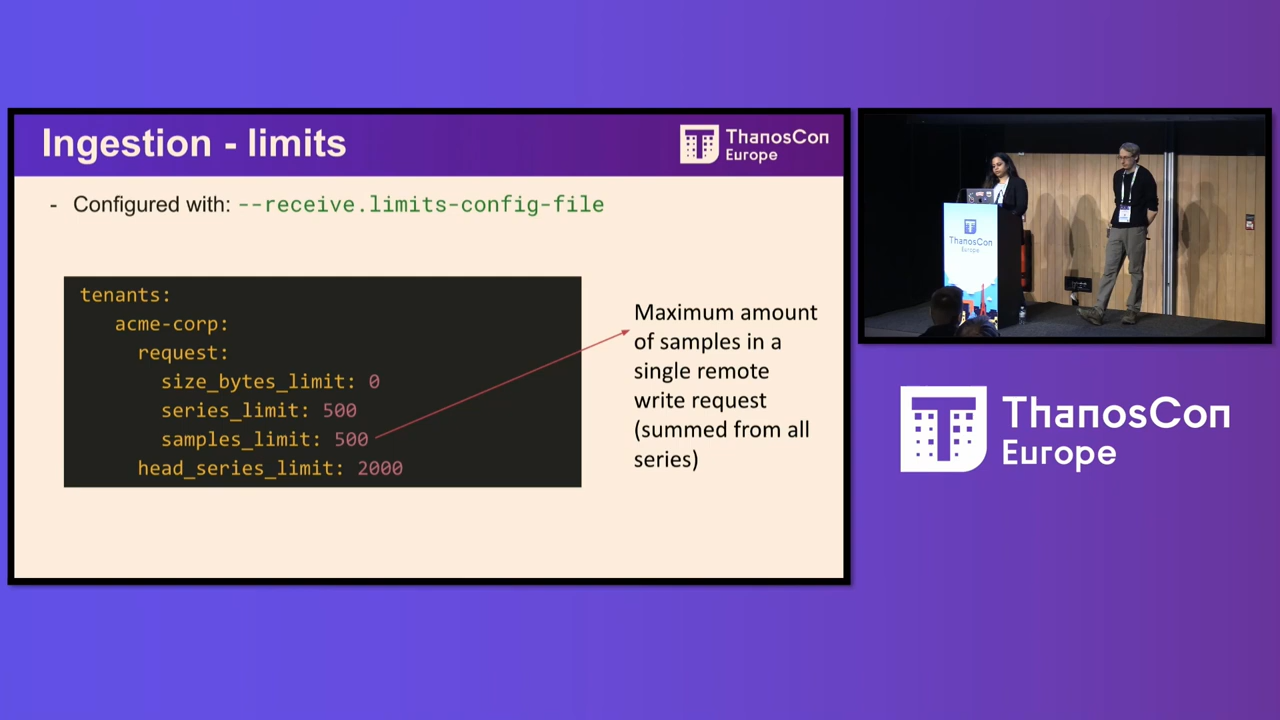 Ingestion - limits
ThanosCon
Europe
- Configured with: --receive.limits-config-file
tenants:
acme-corp:
request:
size_bytes_limit: 0
series_limit: 500
samples_limit: 500
head_series_limit: 2000
Maximum amount
of samples in a
single remote
write request
(summed from all
series)
ThanosCon
Europe
ThanosCon
Europe